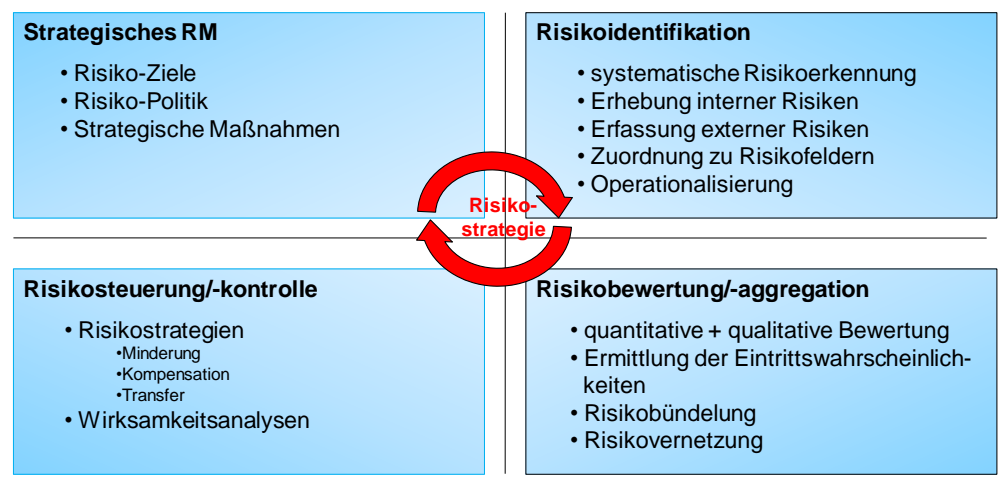 Strategisches RM
• Risiko-Ziele
• Risiko-Politik
• Strategische Maßnahmen
Risikoidentifikation
• systematische Risikoerkennung
• Erhebung interner Risiken
• Erfassung externer Risiken
• Zuordnung zu Risikofeldern
• Operationalisierung
Risiko-
strategie
Risikosteuerung/-kontrolle
• Risikostrategien
•Minderung
•Kompensation
•Transfer
• Wirksamkeitsanalysen
Risikobewertung/-aggregation
• quantitative + qualitative Bewertung
• Ermittlung der Eintrittswahrscheinlich-
keiten
• Risikobündelung
• Risikovernetzung